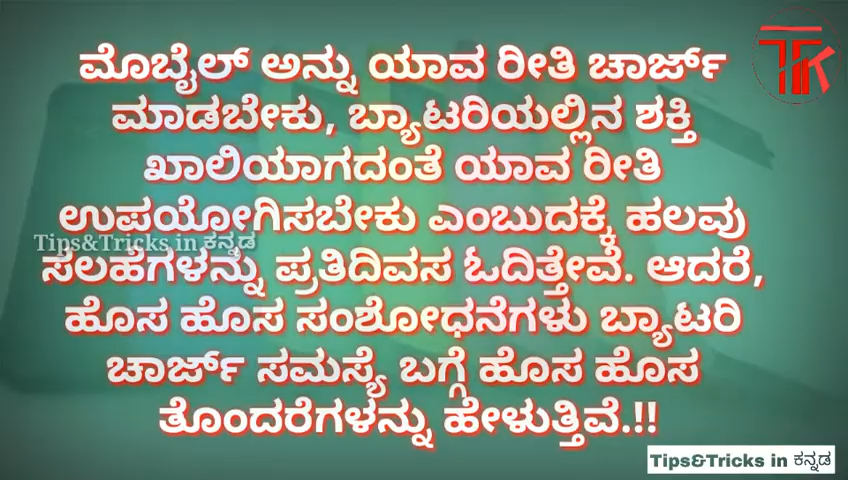 ಮೊಬೈಲ್ ಅನ್ನು ಯಾವ ರೀತಿ ಚಾರ್ಜ್
ಮಾಡಬೇಕು, ಬ್ಯಾಟರಿಯಲ್ಲಿನ ಶಕ್ತಿ
ಖಾಲಿಯಾಗದಂತೆ ಯಾವ ರೀತಿ
ಉಪಯೋಗಿಸಬೇಕು ಎಂಬುದಕ್ಕೆ ಹಲವು
Tips&Tricks in ಕನ್ನಡ
ಸಲಹೆಗಳನ್ನು ಪ್ರತಿದಿವಸ ಓದಿತ್ತೇವೆ. ಆದರೆ,
ಹೊಸ ಹೊಸ ಸಂಶೋಧನೆಗಳು ಬ್ಯಾಟರಿ
ಚಾರ್ಜ್ ಸಮಸ್ಯೆ ಬಗ್ಗೆ ಹೊಸ ಹೊಸ
ತೊಂದರೆಗಳನ್ನು ಹೇಳುತ್ತಿವೆ.!!
Tips&Tricks in ಕನ್ನಡ